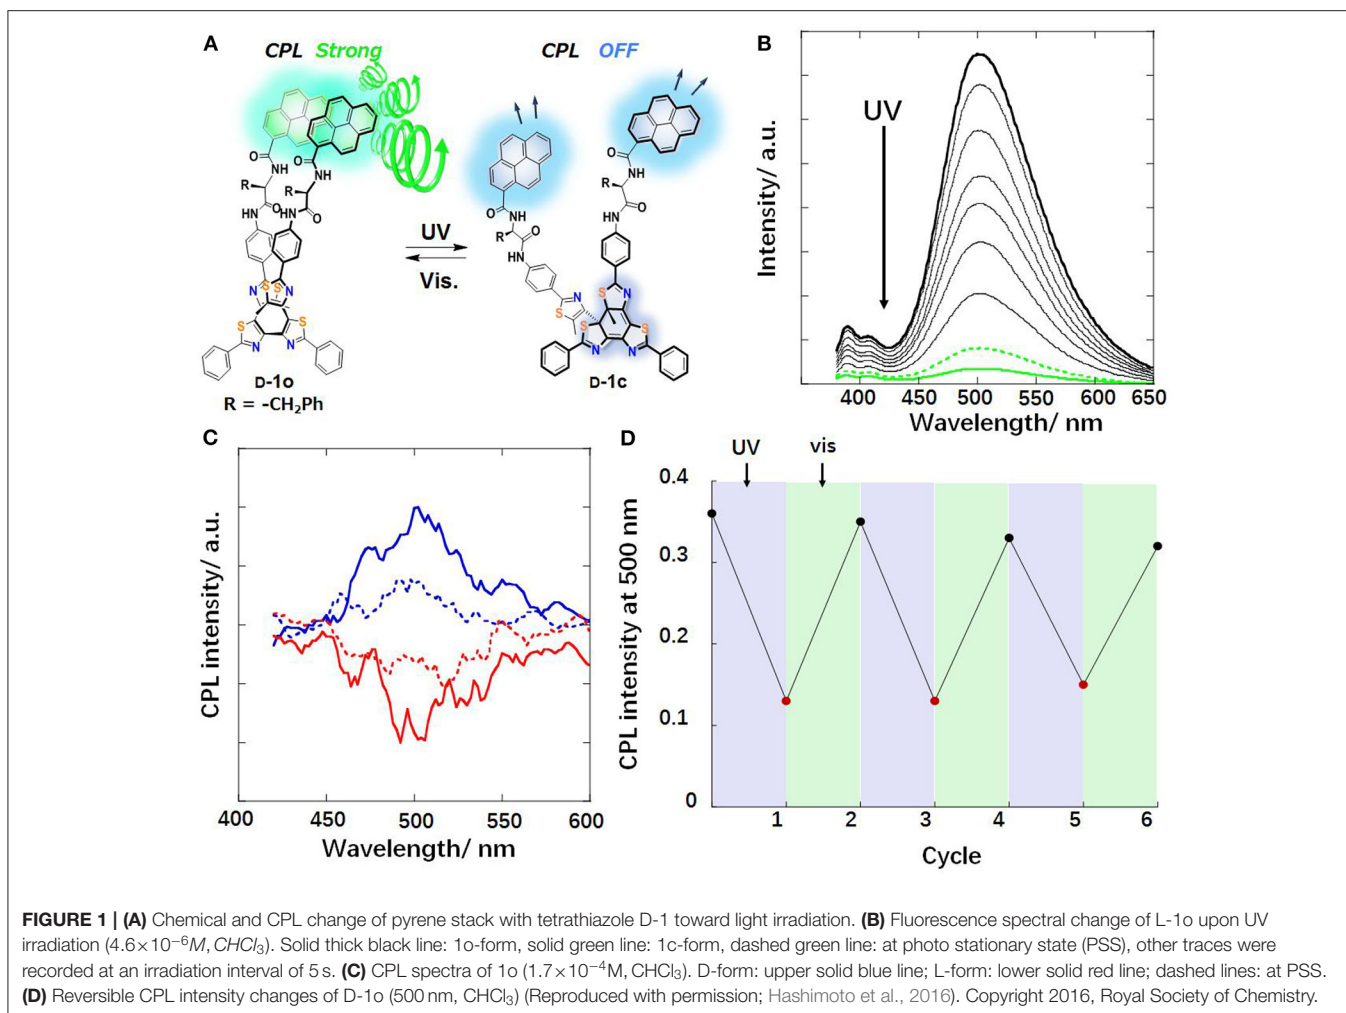 A
CPL Strong
CPL OFF
O
NH
O
NH
R
R
O
O
HN
HN
UV
Vis.
O
NH
R
O
HN
O
NH
R
O
NH
S
S
N
N
S
S
N
N
N
S
S
N
S
S
N
N
D-1o
R = -CH₂Ph
D-1c
B
UV
Intensity/ a.u.
400 450 500 550 600 650
Wavelength/ nm
C
CPL intensity/ a.u.
400 450 500 550 600
Wavelength/ nm
D
UV vis
CPL intensity at 500 nm
0.4
0.3
0.2
0.1
0
1 2 3 4 5 6
Cycle
FIGURE 1 | (A) Chemical and CPL change of pyrene stack with tetrathiazole D-1 toward light irradiation. (B) Fluorescence spectral change of L-1o upon UV
irradiation (4.6×10⁻⁶M, CHCl₃). Solid thick black line: 1o-form, solid green line: 1c-form, dashed green line: at photo stationary state (PSS), other traces were
recorded at an irradiation interval of 5 s. (C) CPL spectra of 1o (1.7×10⁻⁴M, CHCl₃). D-form: upper solid blue line; L-form: lower solid red line; dashed lines: at PSS.
(D) Reversible CPL intensity changes of D-1o (500 nm, CHCl₃) (Reproduced with permission; Hashimoto et al., 2016). Copyright 2016, Royal Society of Chemistry.